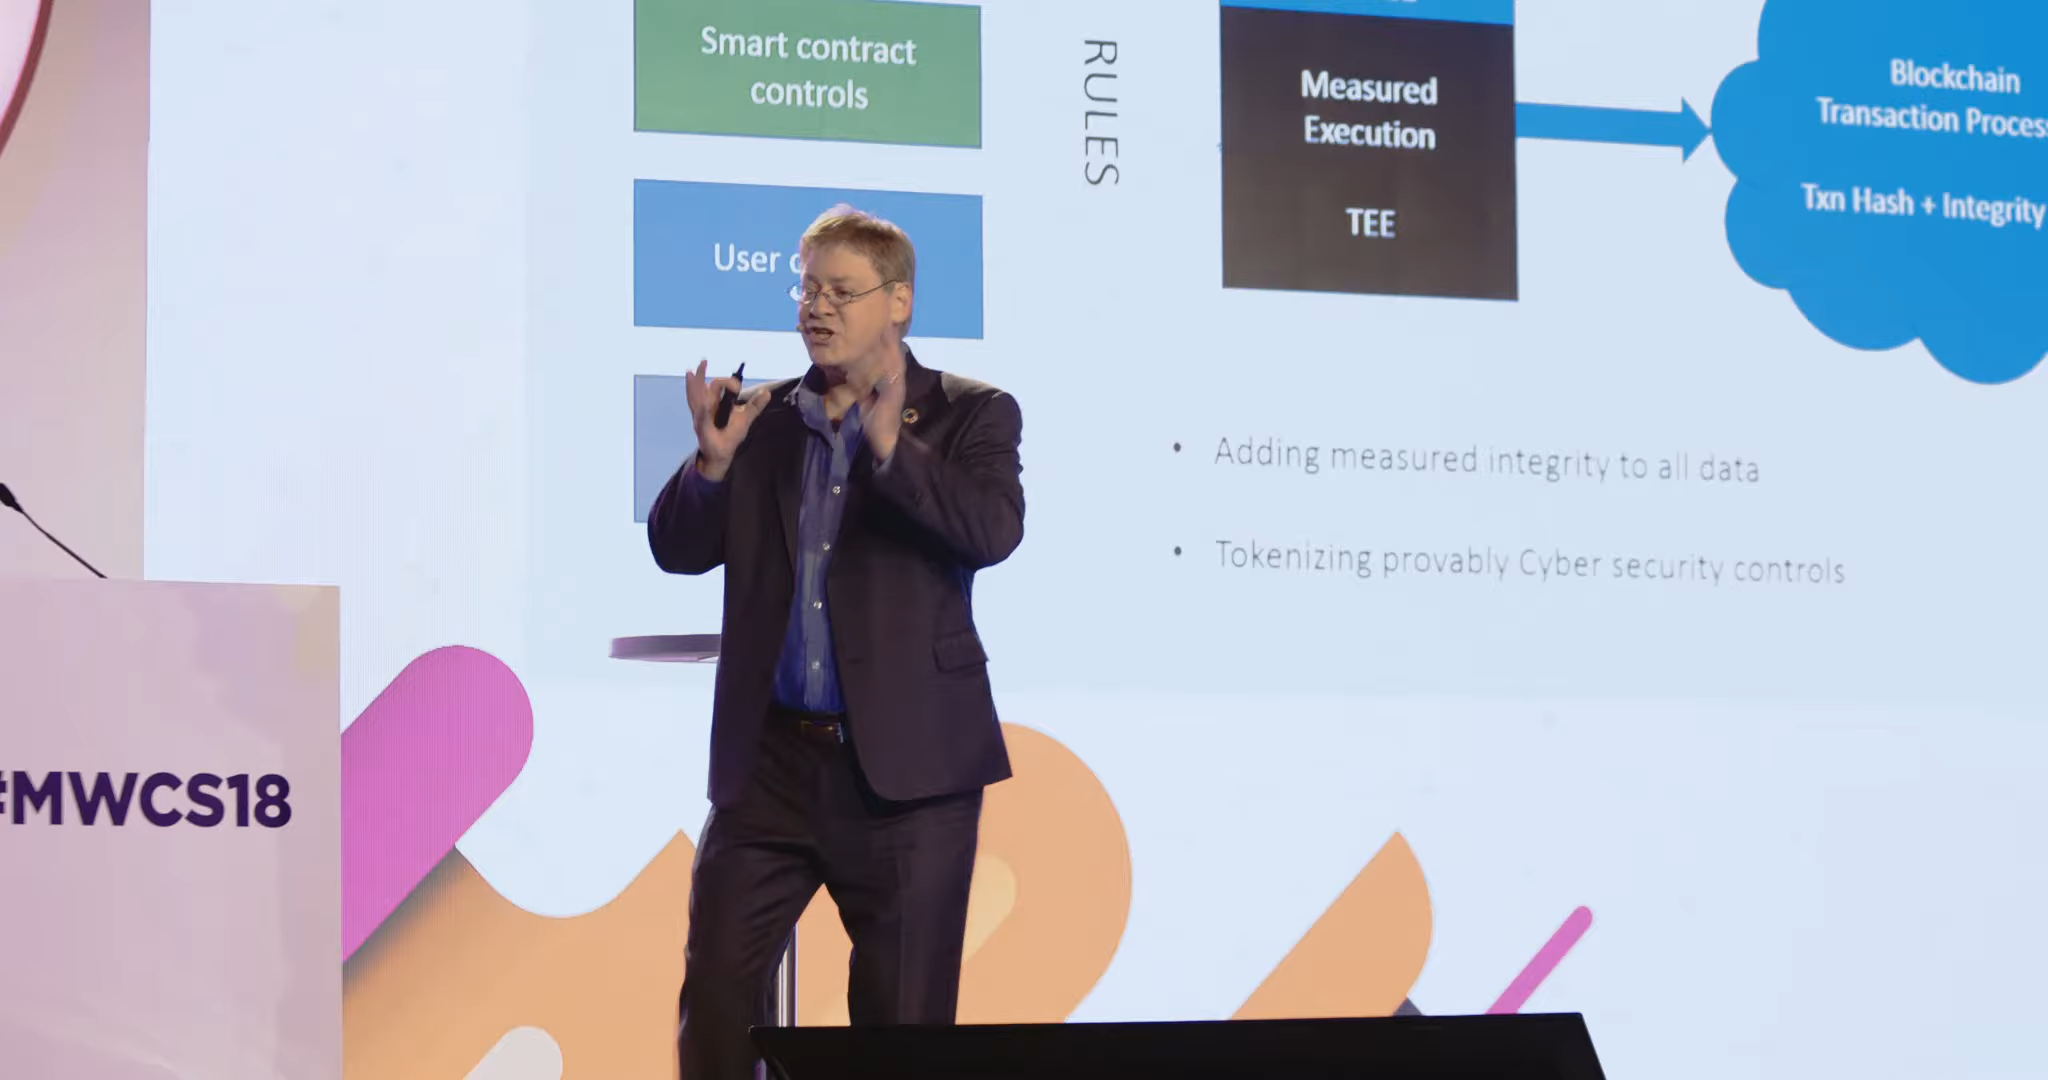 Smart contract
controls
User
RULES
Measured
Execution
TEE
Blockchain
Transaction
Txn Hash + Integrity
• Adding measured integrity to all data
• Tokenizing provably Cyber security controls
#MWCS18